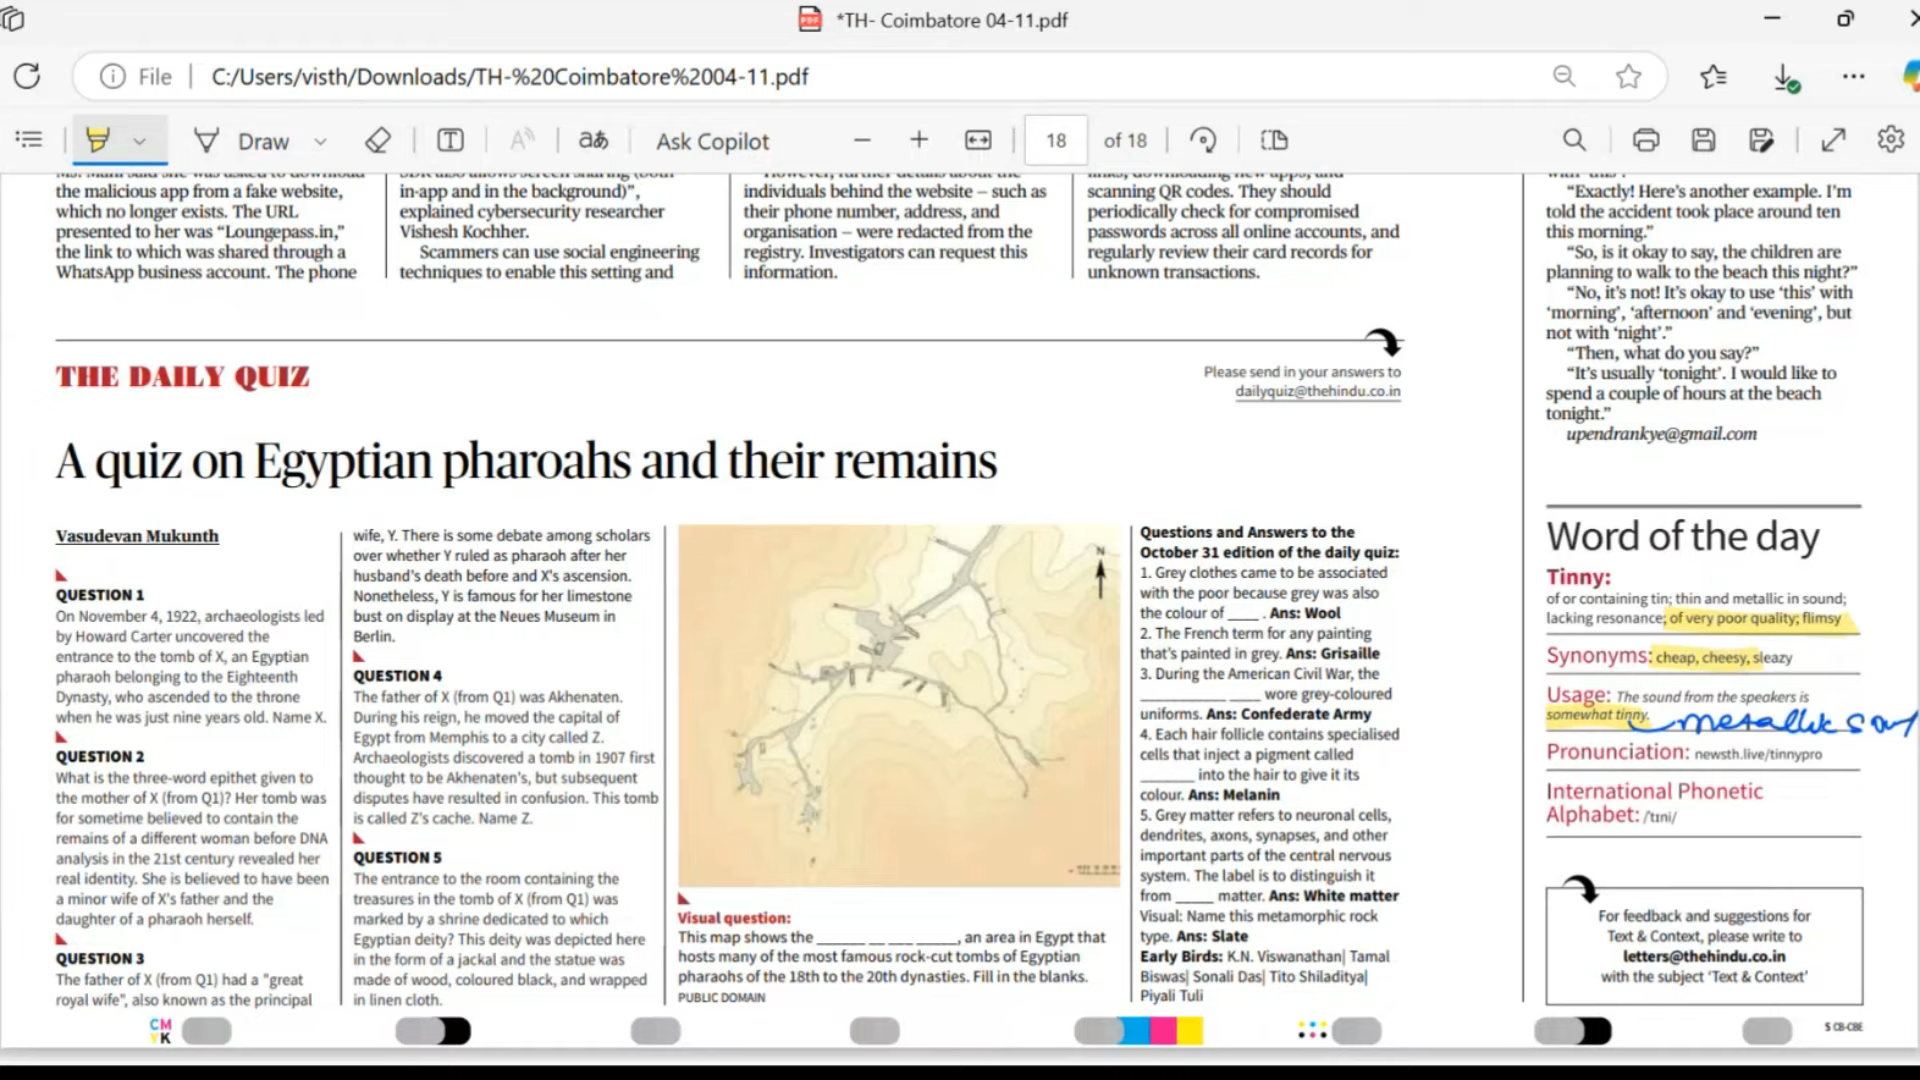 *TH- Coimbatore 04-11.pdf
File
C:/Users/visth/Downloads/TH-%20Coimbatore%2004-11.pdf
Draw
Ask Copilot
18
of 18
the malicious app from a fake website,
which no longer exists. The URL
presented to her was “Loungepass.in,”
the link to which was shared through a
WhatsApp business account. The phone
in-app and in the background)”,
explained cybersecurity researcher
Vishesh Kochher.
Scammers can use social engineering
techniques to enable this setting and
individuals behind the website – such as
their phone number, address, and
organisation – were redacted from the
registry. Investigators can request this
information.
scanning QR codes. They should
periodically check for compromised
passwords across all online accounts, and
regularly review their card records for
unknown transactions.
“Exactly! Here’s another example. I’m
told the accident took place around ten
this morning.”
“So, is it okay to say, the children are
planning to walk to the beach this night?”
“No, it’s not! It’s okay to use ‘this’ with
‘morning’, ‘afternoon’ and ‘evening’, but
not with ‘night’.”
“Then, what do you say?”
“It’s usually ‘tonight’. I would like to
spend a couple of hours at the beach
tonight.”
upendrankye@gmail.com
THE DAILY QUIZ
Please send in your answers to
dailyquiz@thehindu.co.in
A quiz on Egyptian pharoahs and their remains
Vasudevan Mukunth
QUESTION 1
On November 4, 1922, archaeologists led
by Howard Carter uncovered the
entrance to the tomb of X, an Egyptian
pharaoh belonging to the Eighteenth
Dynasty, who ascended to the throne
when he was just nine years old. Name X.
QUESTION 2
What is the three-word epithet given to
the mother of X (from Q1)? Her tomb was
for sometime believed to contain the
remains of a different woman before DNA
analysis in the 21st century revealed her
real identity. She is believed to have been
a minor wife of X's father and the
daughter of a pharaoh herself.
QUESTION 3
The father of X (from Q1) had a "great
royal wife", also known as the principal
wife, Y. There is some debate among scholars
over whether Y ruled as pharaoh after her
husband's death before and X's ascension.
Nonetheless, Y is famous for her limestone
bust on display at the Neues Museum in
Berlin.
QUESTION 4
The father of X (from Q1) was Akhenaten.
During his reign, he moved the capital of
Egypt from Memphis to a city called Z.
Archaeologists discovered a tomb in 1907 first
thought to be Akhenaten's, but subsequent
disputes have resulted in confusion. This tomb
is called Z's cache. Name Z.
QUESTION 5
The entrance to the room containing the
treasures in the tomb of X (from Q1) was
marked by a shrine dedicated to which
Egyptian deity? This deity was depicted here
in the form of a jackal and the statue was
made of wood, coloured black, and wrapped
in linen cloth.
N
Visual question:
This map shows the ______ __ ___ _____, an area in Egypt that
hosts many of the most famous rock-cut tombs of Egyptian
pharaohs of the 18th to the 20th dynasties. Fill in the blanks.
PUBLIC DOMAIN
Questions and Answers to the
October 31 edition of the daily quiz:
1. Grey clothes came to be associated
with the poor because grey was also
the colour of ____ . Ans: Wool
2. The French term for any painting
that’s painted in grey. Ans: Grisaille
3. During the American Civil War, the
___________ ____ wore grey-coloured
uniforms. Ans: Confederate Army
4. Each hair follicle contains specialised
cells that inject a pigment called
_______ into the hair to give it its
colour. Ans: Melanin
5. Grey matter refers to neuronal cells,
dendrites, axons, synapses, and other
important parts of the central nervous
system. The label is to distinguish it
from _____ matter. Ans: White matter
Visual: Name this metamorphic rock
type. Ans: Slate
Early Birds: K.N. Viswanathan| Tamal
Biswas| Sonali Das| Tito Shiladitya|
Piyali Tuli
Word of the day
Tinny:
of or containing tin; thin and metallic in sound;
lacking resonance; of very poor quality; flimsy
Synonyms: cheap, cheesy, sleazy
Usage: The sound from the speakers is
somewhat tinny.
metallic
Pronunciation: newsth.live/tinnypro
International Phonetic
Alphabet: /ˈtɪni/
For feedback and suggestions for
Text & Context, please write to
letters@thehindu.co.in
with the subject ‘Text & Context’
CM
YK
S CB-CBE